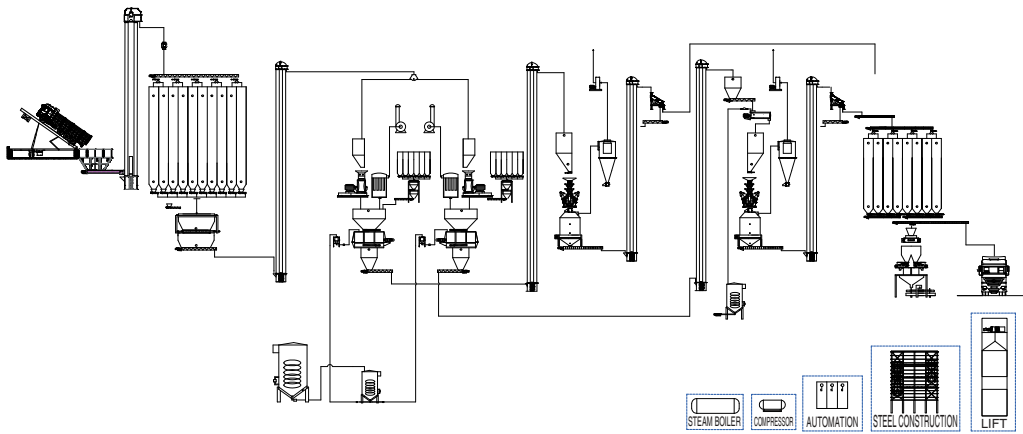 STEAM BOILER
COMPRESSOR
AUTOMATION
STEEL CONSTRUCTION
LIFT